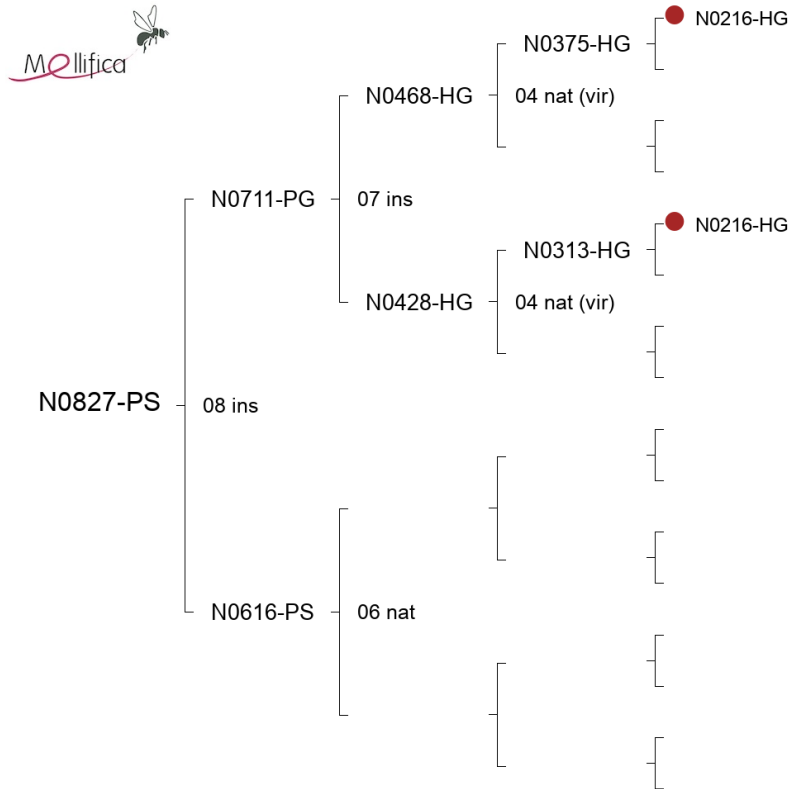 Mellifica
N0216-HG
N0375-HG
N0468-HG
04 nat (vir)
N0711-PG
07 ins
N0216-HG
N0313-HG
N0428-HG
04 nat (vir)
N0827-PS
08 ins
N0616-PS
06 nat